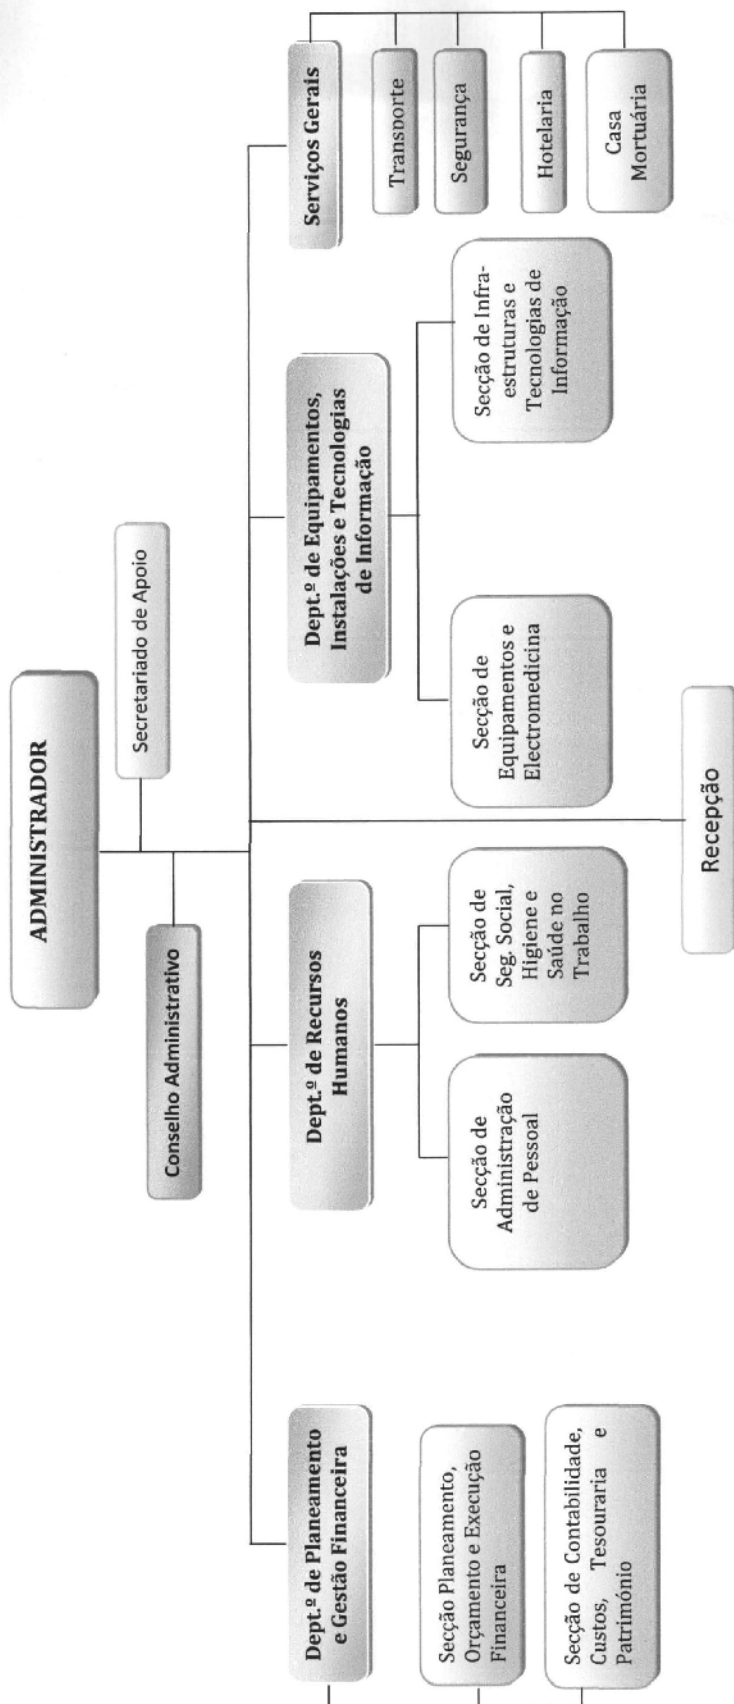 ADMINISTRADOR
Secretariado de Apoio
Conselho Administrativo
Dept.º de Planeamento
e Gestão Financeira
Secção Planeamento,
Orçamento e Execução
Financeira
Secção de Contabilidade,
Custos, Tesouraria e
Património
Dept.º de Recursos
Humanos
Secção de
Administração
de Pessoal
Secção de
Seg. Social,
Higiene e
Saúde no
Trabalho
Recepção
Dept.º de Equipamentos,
Instalações e Tecnologias
de Informação
Secção de
Equipamentos e
Electromedicina
Secção de Infra-
estruturas e
Tecnologias de
Informação
Serviços Gerais
Transporte
Segurança
Hotelaria
Casa
Mortuária